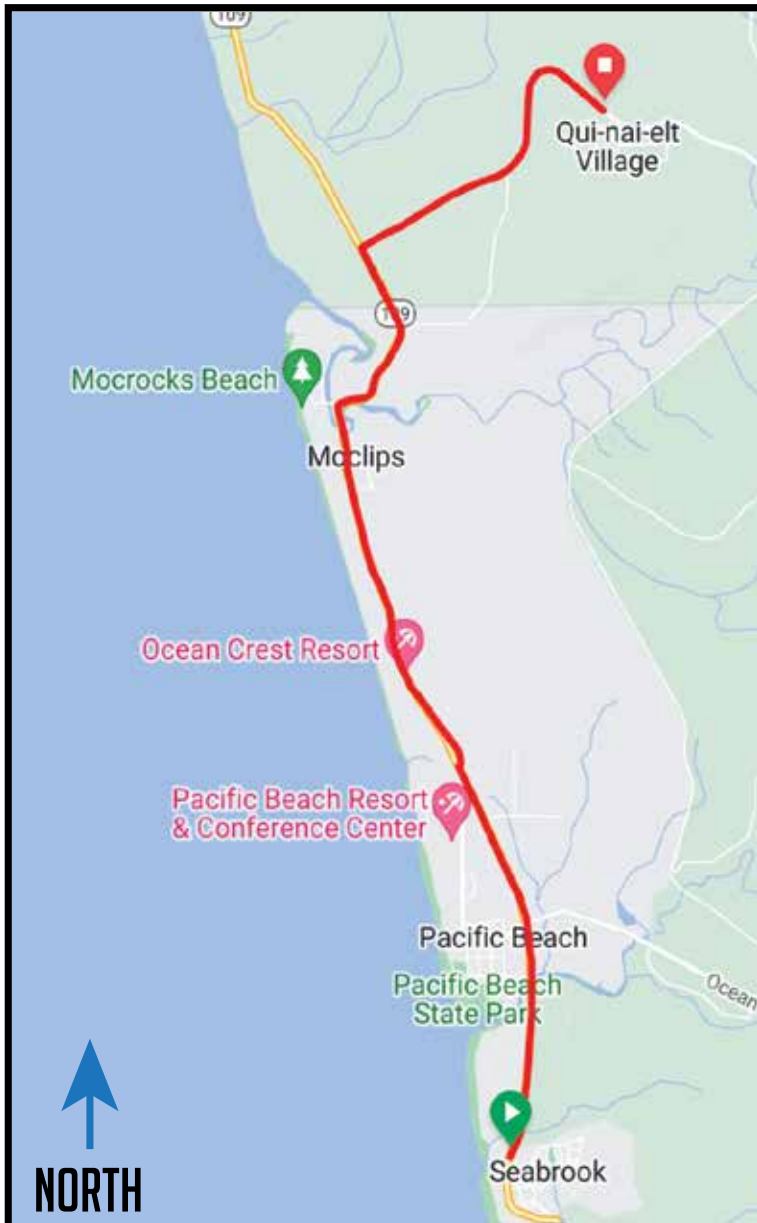 109
Qui-nai-elt
Village
109
Mocrocks Beach
Moclips
Ocean Crest Resort
Pacific Beach Resort
& Conference Center
Pacific Beach
Pacific Beach
State Park
Ocean
Seabrook
NORTH